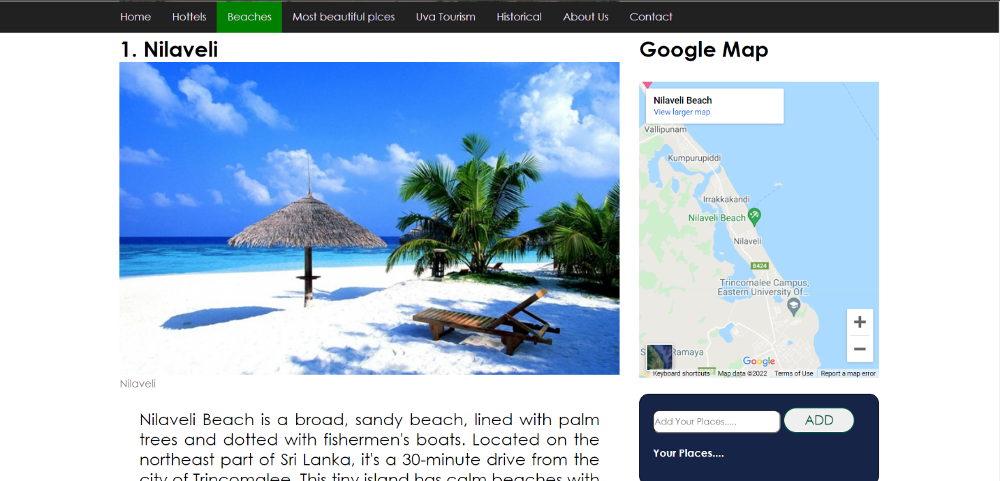 Home Hottels Beaches Most beautiful plces Uva Tourism Historical About Us Contact
1. Nilaveli
Nilaveli
Nilaveli Beach is a broad, sandy beach, lined with palm
trees and dotted with fishermen's boats. Located on the
northeast part of Sri Lanka, it's a 30-minute drive from the
city of Trincomalee. This tiny island has calm beaches with
Google Map
Nilaveli Beach
View larger map
Vallipunam
Kumpurupiddi
Irrakkakandi
Nilaveli Beach
Nilaveli
B424
Trincomalee Campus,
Eastern University Of...
Ramaya
Google
Keyboard shortcuts Map data ©2022 Terms of Use Report a map error
Add Your Places..... ADD
Your Places....